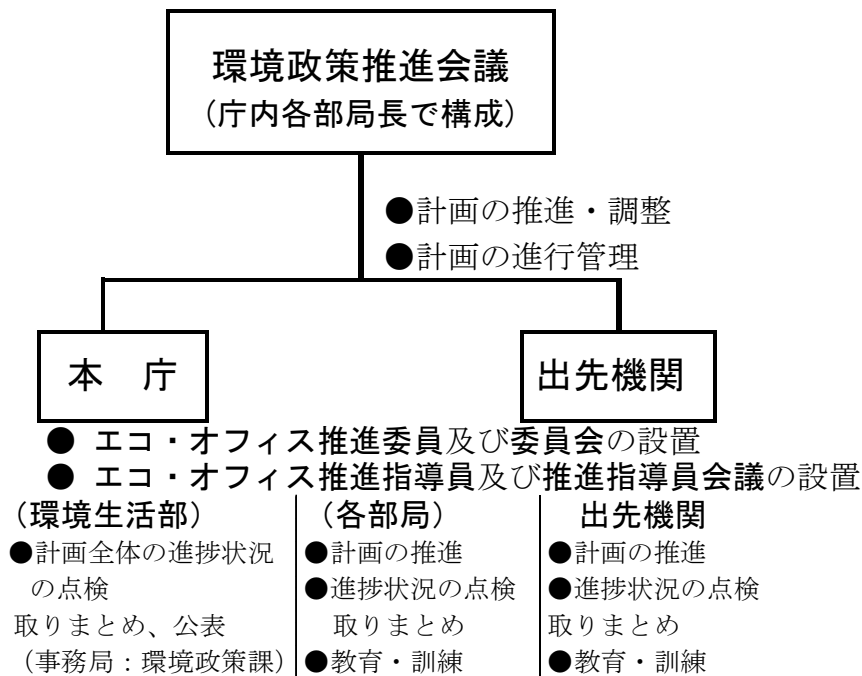 環境政策推進会議
(庁内各部局長で構成)
●計画の推進・調整
●計画の進行管理
本　庁
出先機関
● エコ・オフィス推進委員及び委員会の設置
● エコ・オフィス推進指導員及び推進指導員会議の設置
(環境生活部)
●計画全体の進捗状況
の点検
取りまとめ、公表
(事務局:環境政策課)
(各部局)
●計画の推進
●進捗状況の点検
取りまとめ
●教育・訓練
出先機関
●計画の推進
●進捗状況の点検
取りまとめ
●教育・訓練